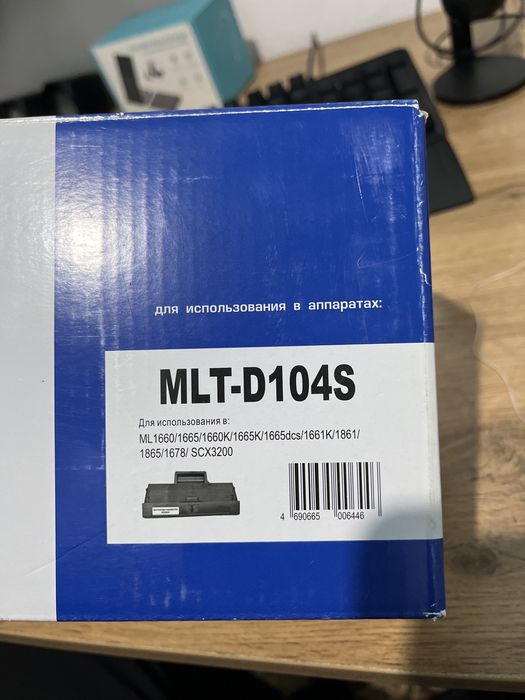 для использования в аппаратах:
MLT-D104S
Для использования в:
ML1660/1665/1660K/1665K/1665dcs/1661K/1861/
1865/1678/ SCX3200
4 690665 006446